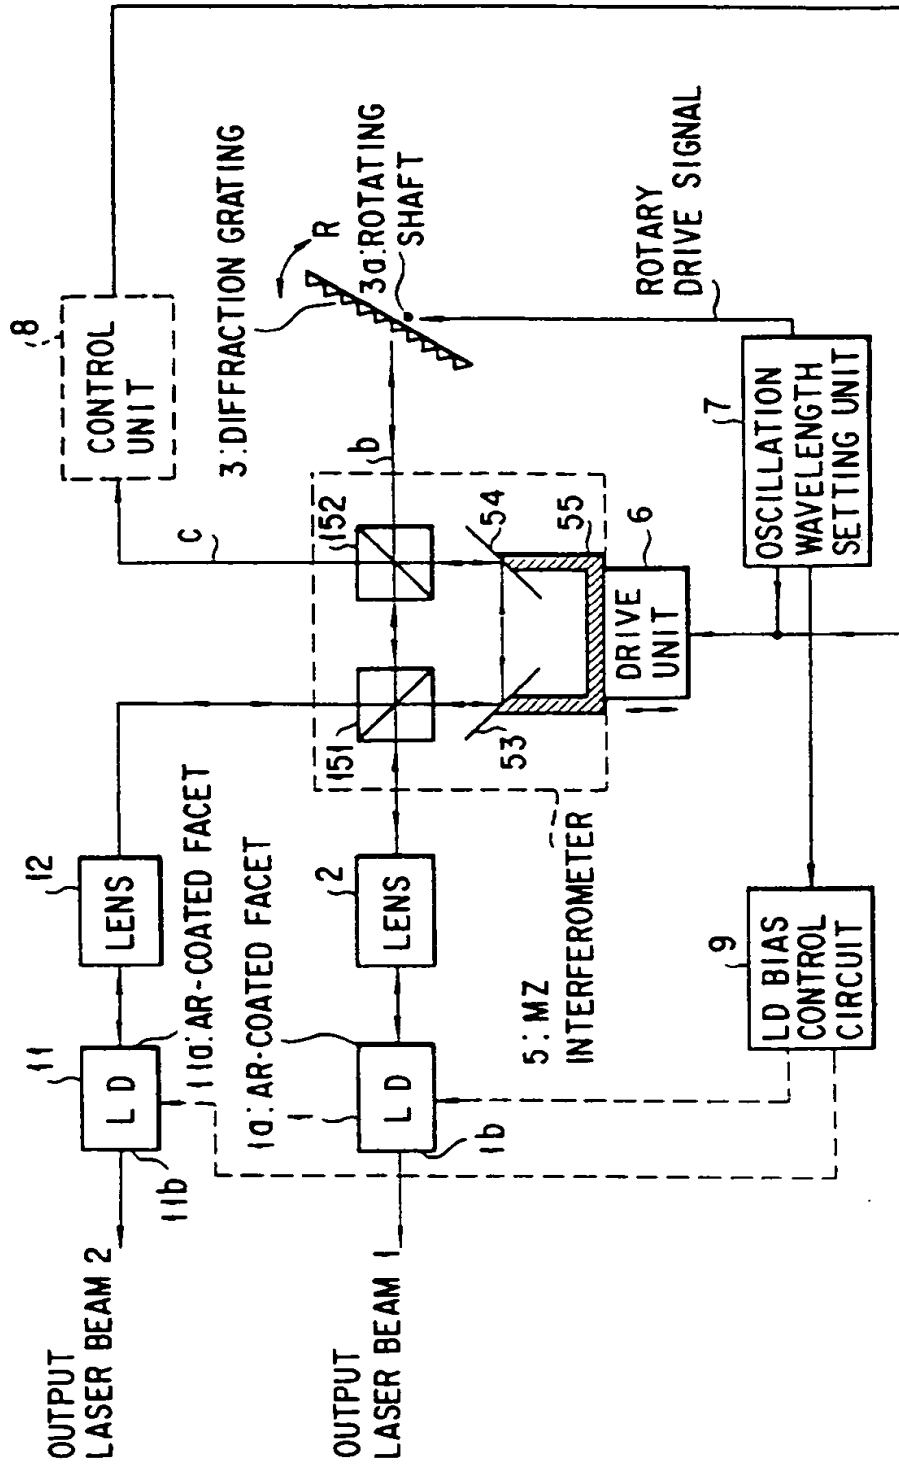 OUTPUT
LASER BEAM 2
11b
LD
11
11a:AR-COATED FACET
LENS
12
C
CONTROL
UNIT
8
OUTPUT
LASER BEAM 1
1b
LD
1
1a:AR-COATED FACET
LENS
2
151
152
b
3:DIFFRACTION GRATING
R
3a:ROTATING
SHAFT
53
54
55
5:MZ
INTERFEROMETER
DRIVE
UNIT
6
ROTARY
DRIVE SIGNAL
LD BIAS
CONTROL
CIRCUIT
9
OSCILLATION
WAVELENGTH
SETTING UNIT
7